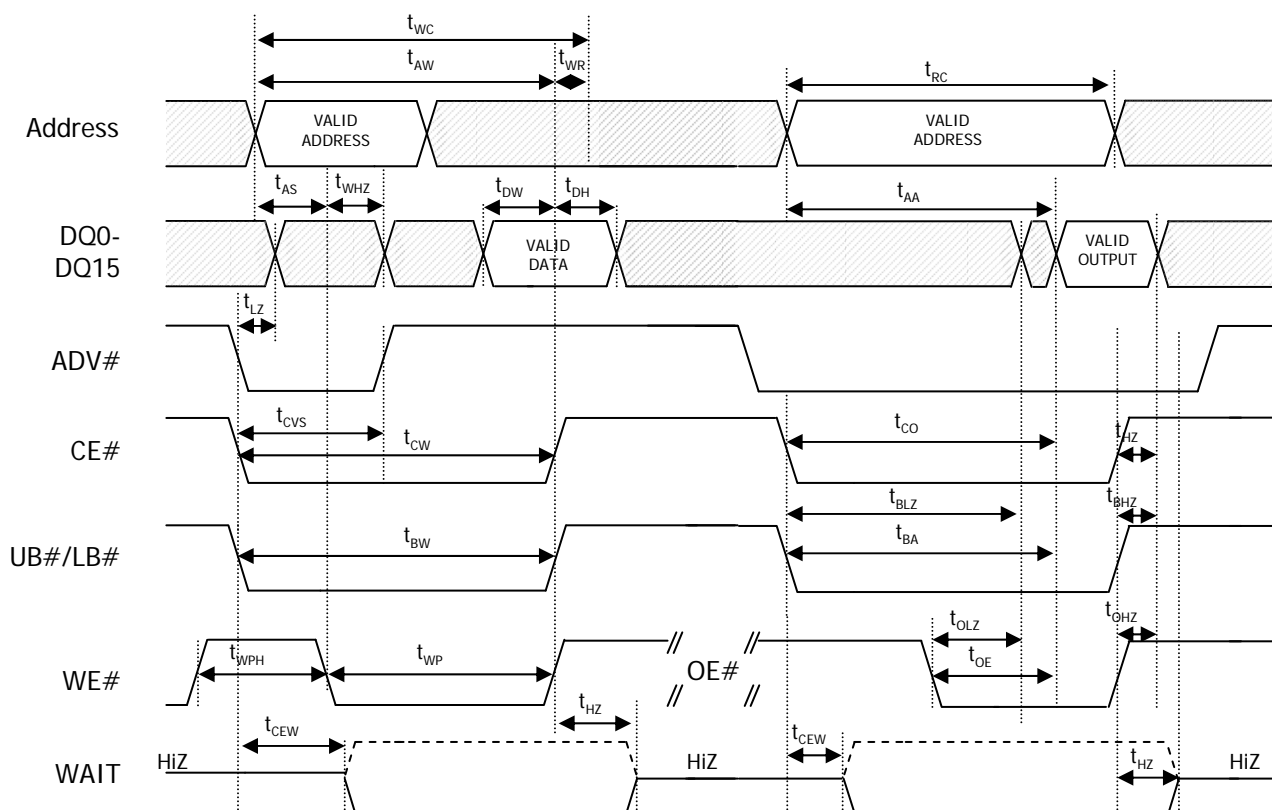 tWC
tAW
tWR
tRC
Address
VALID
ADDRESS
VALID
ADDRESS
tAS
tWHZ
tDW
tDH
tAA
DQ0-
DQ15
VALID
DATA
VALID
OUTPUT
tLZ
ADV#
tCVS
tCW
tCO
tHZ
CE#
tBLZ
tBHZ
tBW
tBA
UB#/LB#
tOLZ
tOHZ
tWPH
tWP
OE#
tOE
WE#
tHZ
tCEW
tCEW
HiZ
HiZ
tHZ
HiZ
WAIT